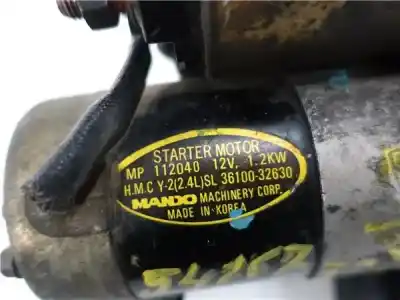 STARTER MOTOR
MP 112040 12V. 1.2KW
H.M.C Y-2(2.4L)SL 36100-32630
MANDO MACHINERY CORP.
MADE IN KOREA